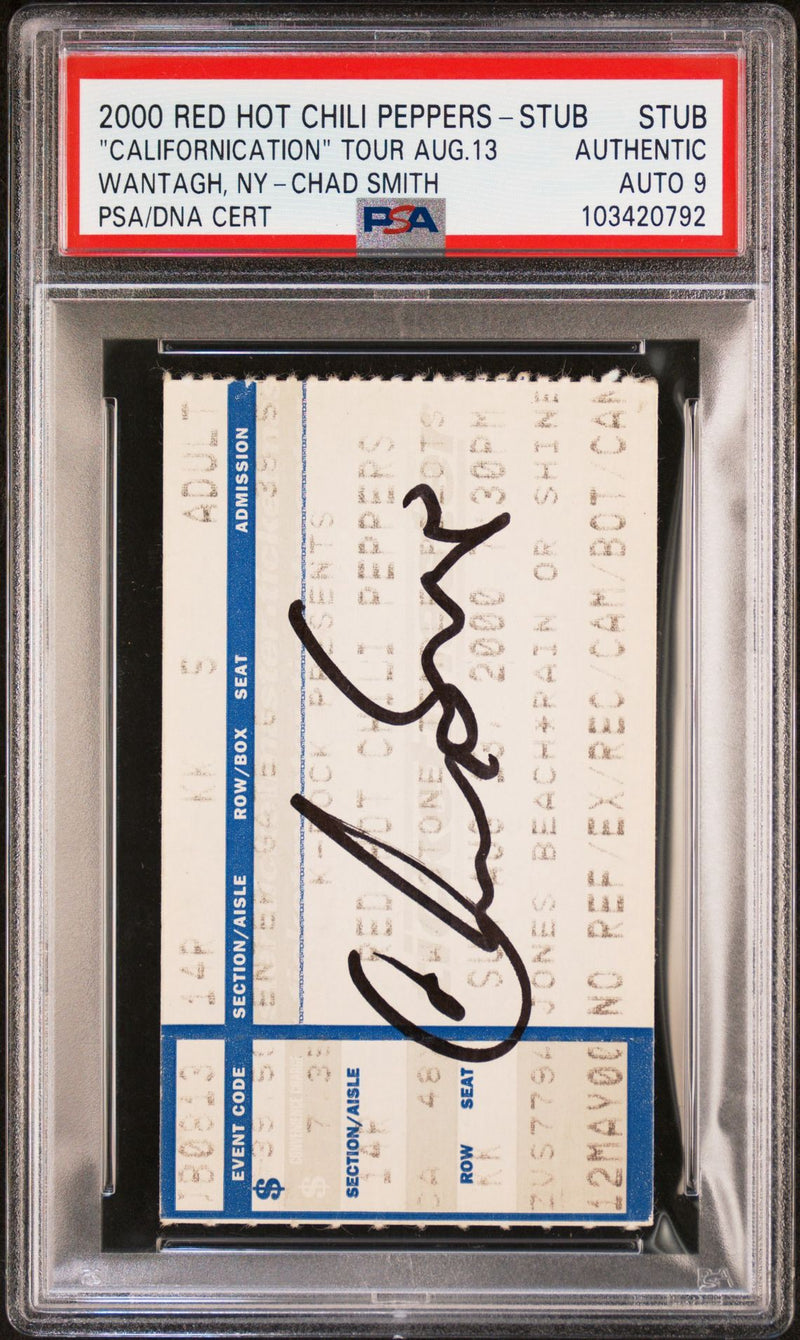 2000 RED HOT CHILI PEPPERS - STUB STUB
"CALIFORNICATION" TOUR AUG.13 AUTHENTIC
WANTAGH, NY - CHAD SMITH AUTO 9
PSA/DNA CERT PSA 103420792
14R KK 5 ADULT
SECTION/AISLE ROW/BOX SEAT ADMISSION
K-ROCK PRESENTS
RED HOT CHILI PEPPERS
2000 7:30PM
JONES BEACH*RAIN OR SHINE
NO REF/EX/REC/CAM/BOT/CAN
EVENT CODE
$
$
SECTION/AISLE
ROW SEAT
KK
12MAY00